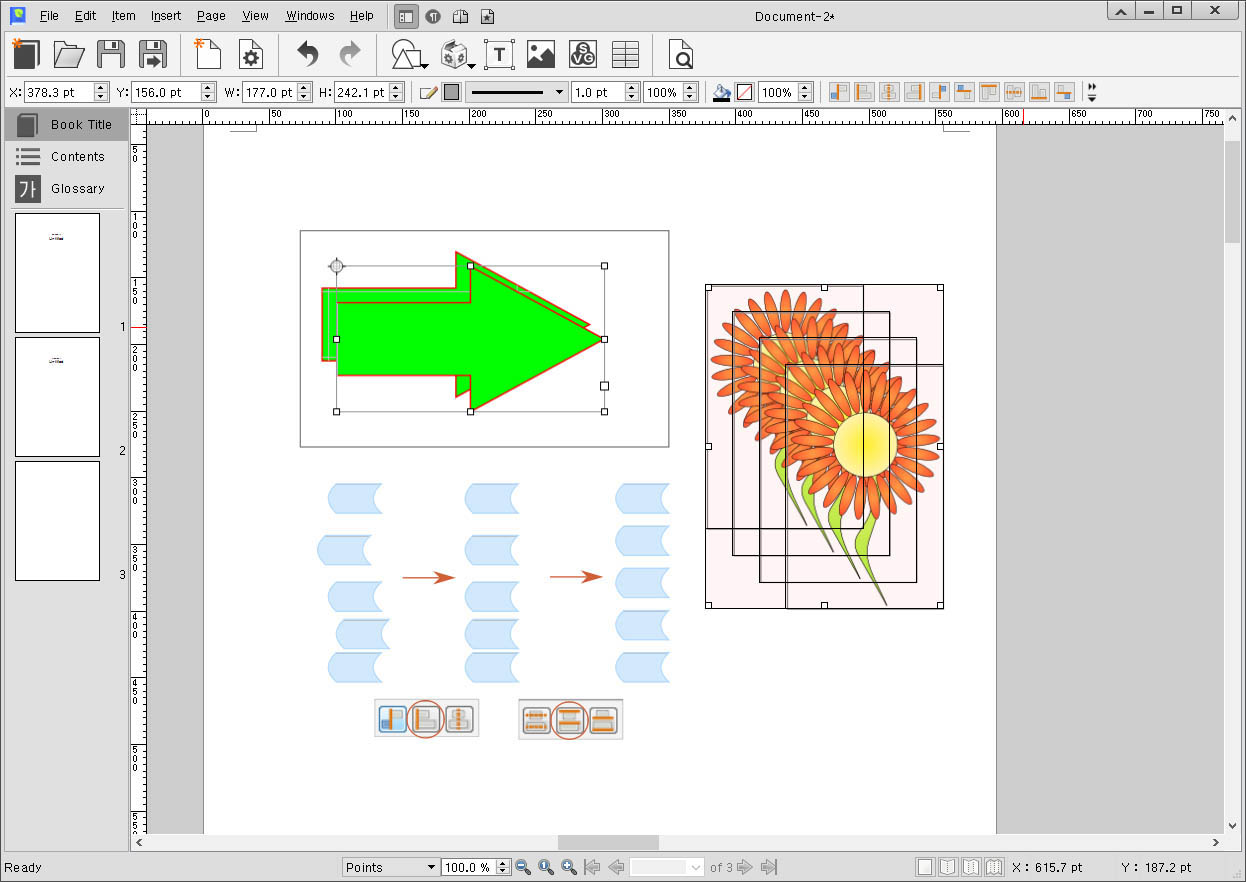 File Edit Item Insert Page View Windows Help
Document-2*
T
SVG
X: 378.3 pt Y: 156.0 pt W: 177.0 pt H: 242.1 pt 1.0 pt 100% 100%
0 50 100 150 200 250 300 350 400 450 500 550 600 650 700 750
Book Title
Contents
가 Glossary
1
2
3
50
100
150
200
250
300
350
400
450
500
550
Ready
Points 100.0 % of 3
X : 615.7 pt Y : 187.2 pt